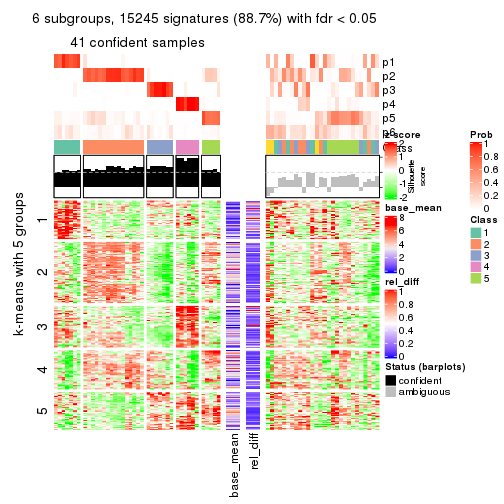 6 subgroups, 15245 signatures (88.7%) with fdr < 0.05
41 confident samples
p1
p2
p3
p4
p5
p6
Class
Silhouette
score
k-means with 5 groups
1
2
3
4
5
base_mean
rel_diff
z-score
2
1
0
-1
-2
base_mean
8
6
4
2
0
rel_diff
1
0.8
0.6
0.4
0.2
0
Status (barplots)
confident
ambiguous
Prob
1
0.8
0.6
0.4
0.2
0
Class
1
2
3
4
5